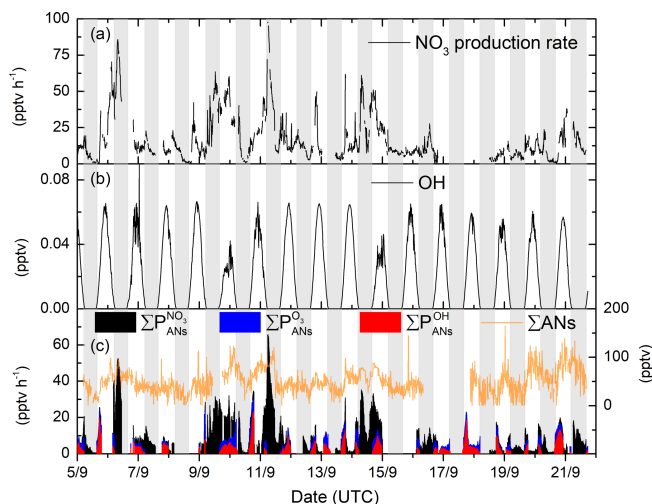 (a)
NO₃ production rate
(pptv h⁻¹)
100
75
50
25
0
(b)
OH
(pptv)
0.08
0.04
0.00
ΣP ANs NO₃
ΣP ANs O₃
ΣP ANs OH
ΣANs
(c)
(pptv h⁻¹)
60
40
20
0
200
100
0
(pptv)
5/9 7/9 9/9 11/9 13/9 15/9 17/9 19/9 21/9
Date (UTC)